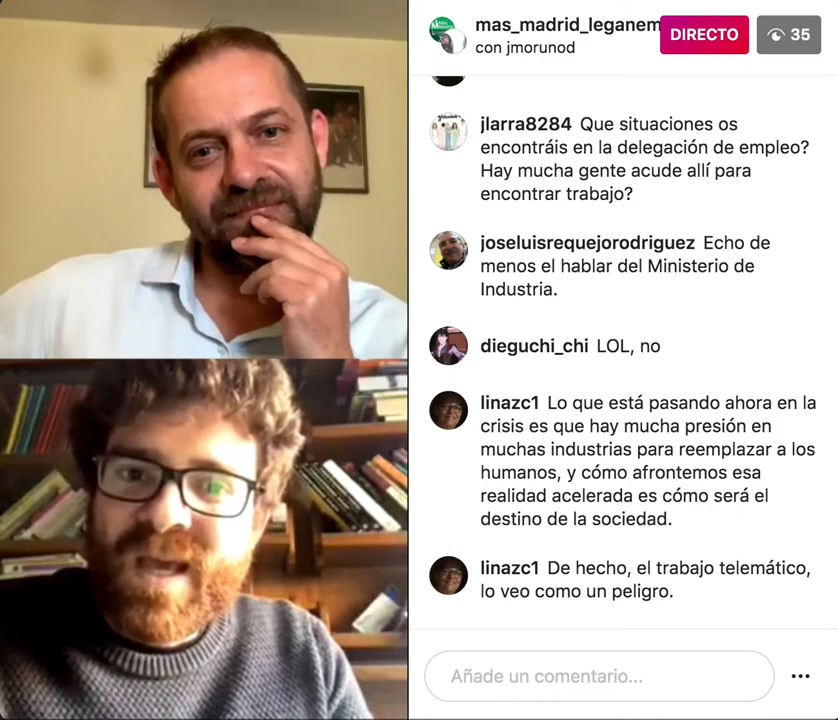 mas_madrid_leganem
con jmorunod
DIRECTO
35
jlarra8284 Que situaciones os
encontráis en la delegación de empleo?
Hay mucha gente acude allí para
encontrar trabajo?
joseluisrequejorodriguez Echo de
menos el hablar del Ministerio de
Industria.
dieguchi_chi LOL, no
linazc1 Lo que está pasando ahora en la
crisis es que hay mucha presión en
muchas industrias para reemplazar a los
humanos, y cómo afrontemos esa
realidad acelerada es cómo será el
destino de la sociedad.
linazc1 De hecho, el trabajo telemático,
lo veo como un peligro.
Añade un comentario...